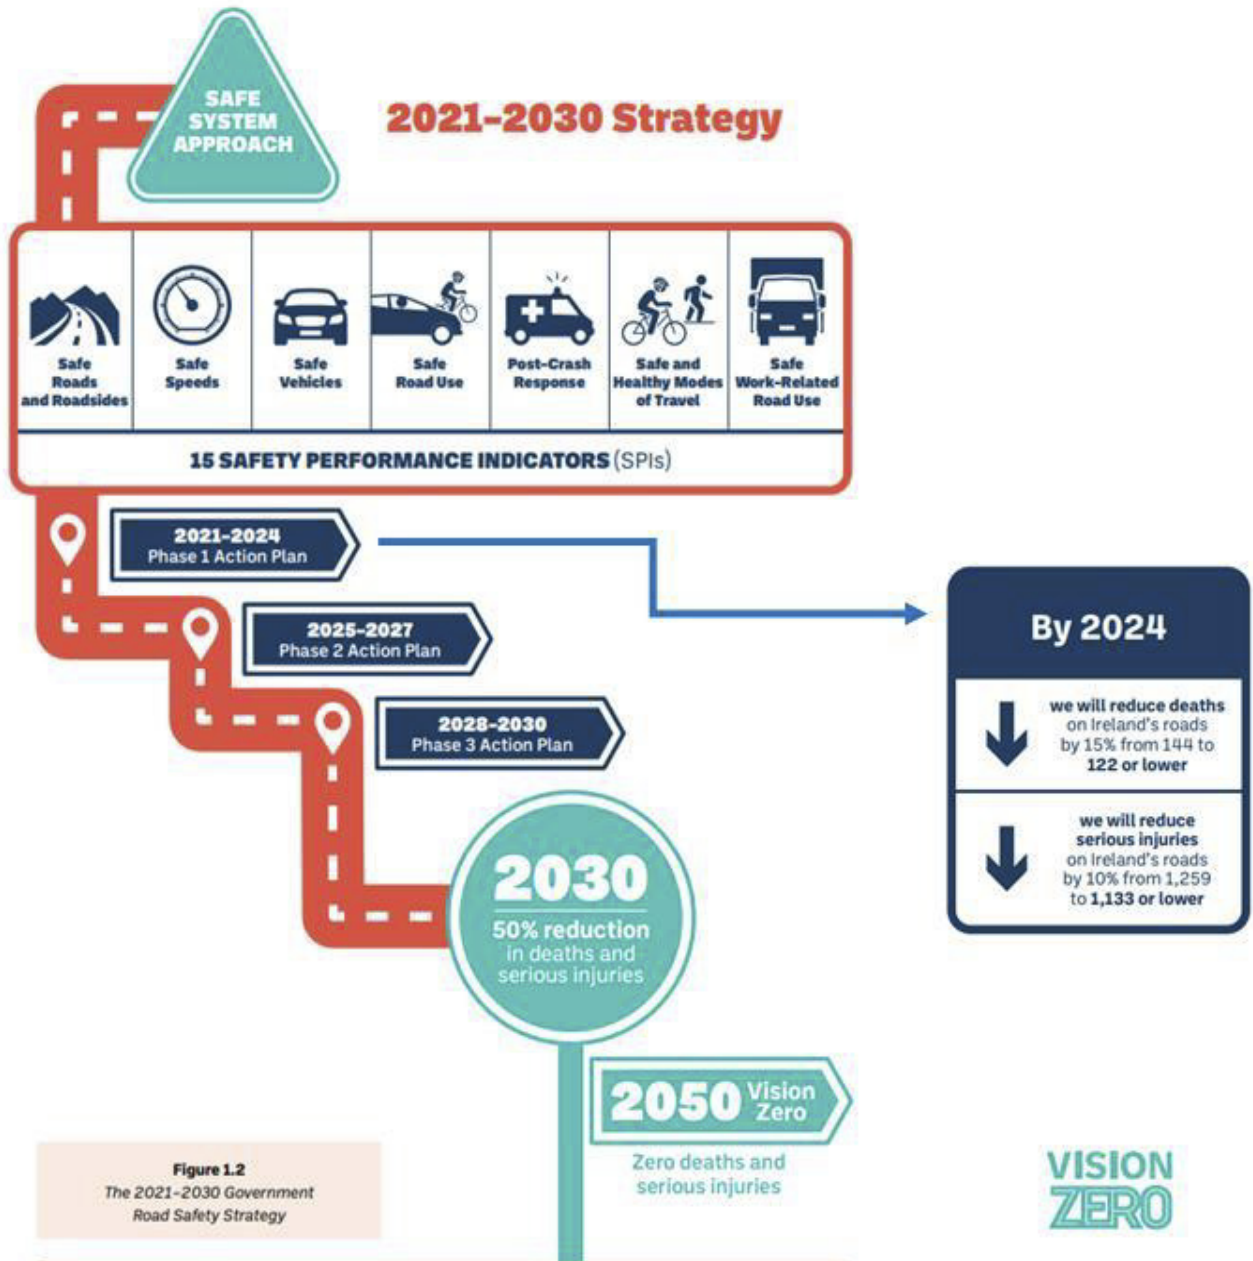 SAFE
SYSTEM
APPROACH
2021–2030 Strategy
Safe
Roads
and Roadsides
Safe
Speeds
Safe
Vehicles
Safe
Road Use
Post-Crash
Response
Safe and
Healthy Modes
of Travel
Safe
Work-Related
Road Use
15 SAFETY PERFORMANCE INDICATORS (SPIs)
2021–2024
Phase 1 Action Plan
2025–2027
Phase 2 Action Plan
2028–2030
Phase 3 Action Plan
By 2024
we will reduce deaths
on Ireland's roads
by 15% from 144 to
122 or lower
we will reduce
serious injuries
on Ireland's roads
by 10% from 1,259
to 1,133 or lower
2030
50% reduction
in deaths and
serious injuries
2050 Vision
Zero
Zero deaths and
serious injuries
Figure 1.2
The 2021–2030 Government
Road Safety Strategy
VISION
ZERO